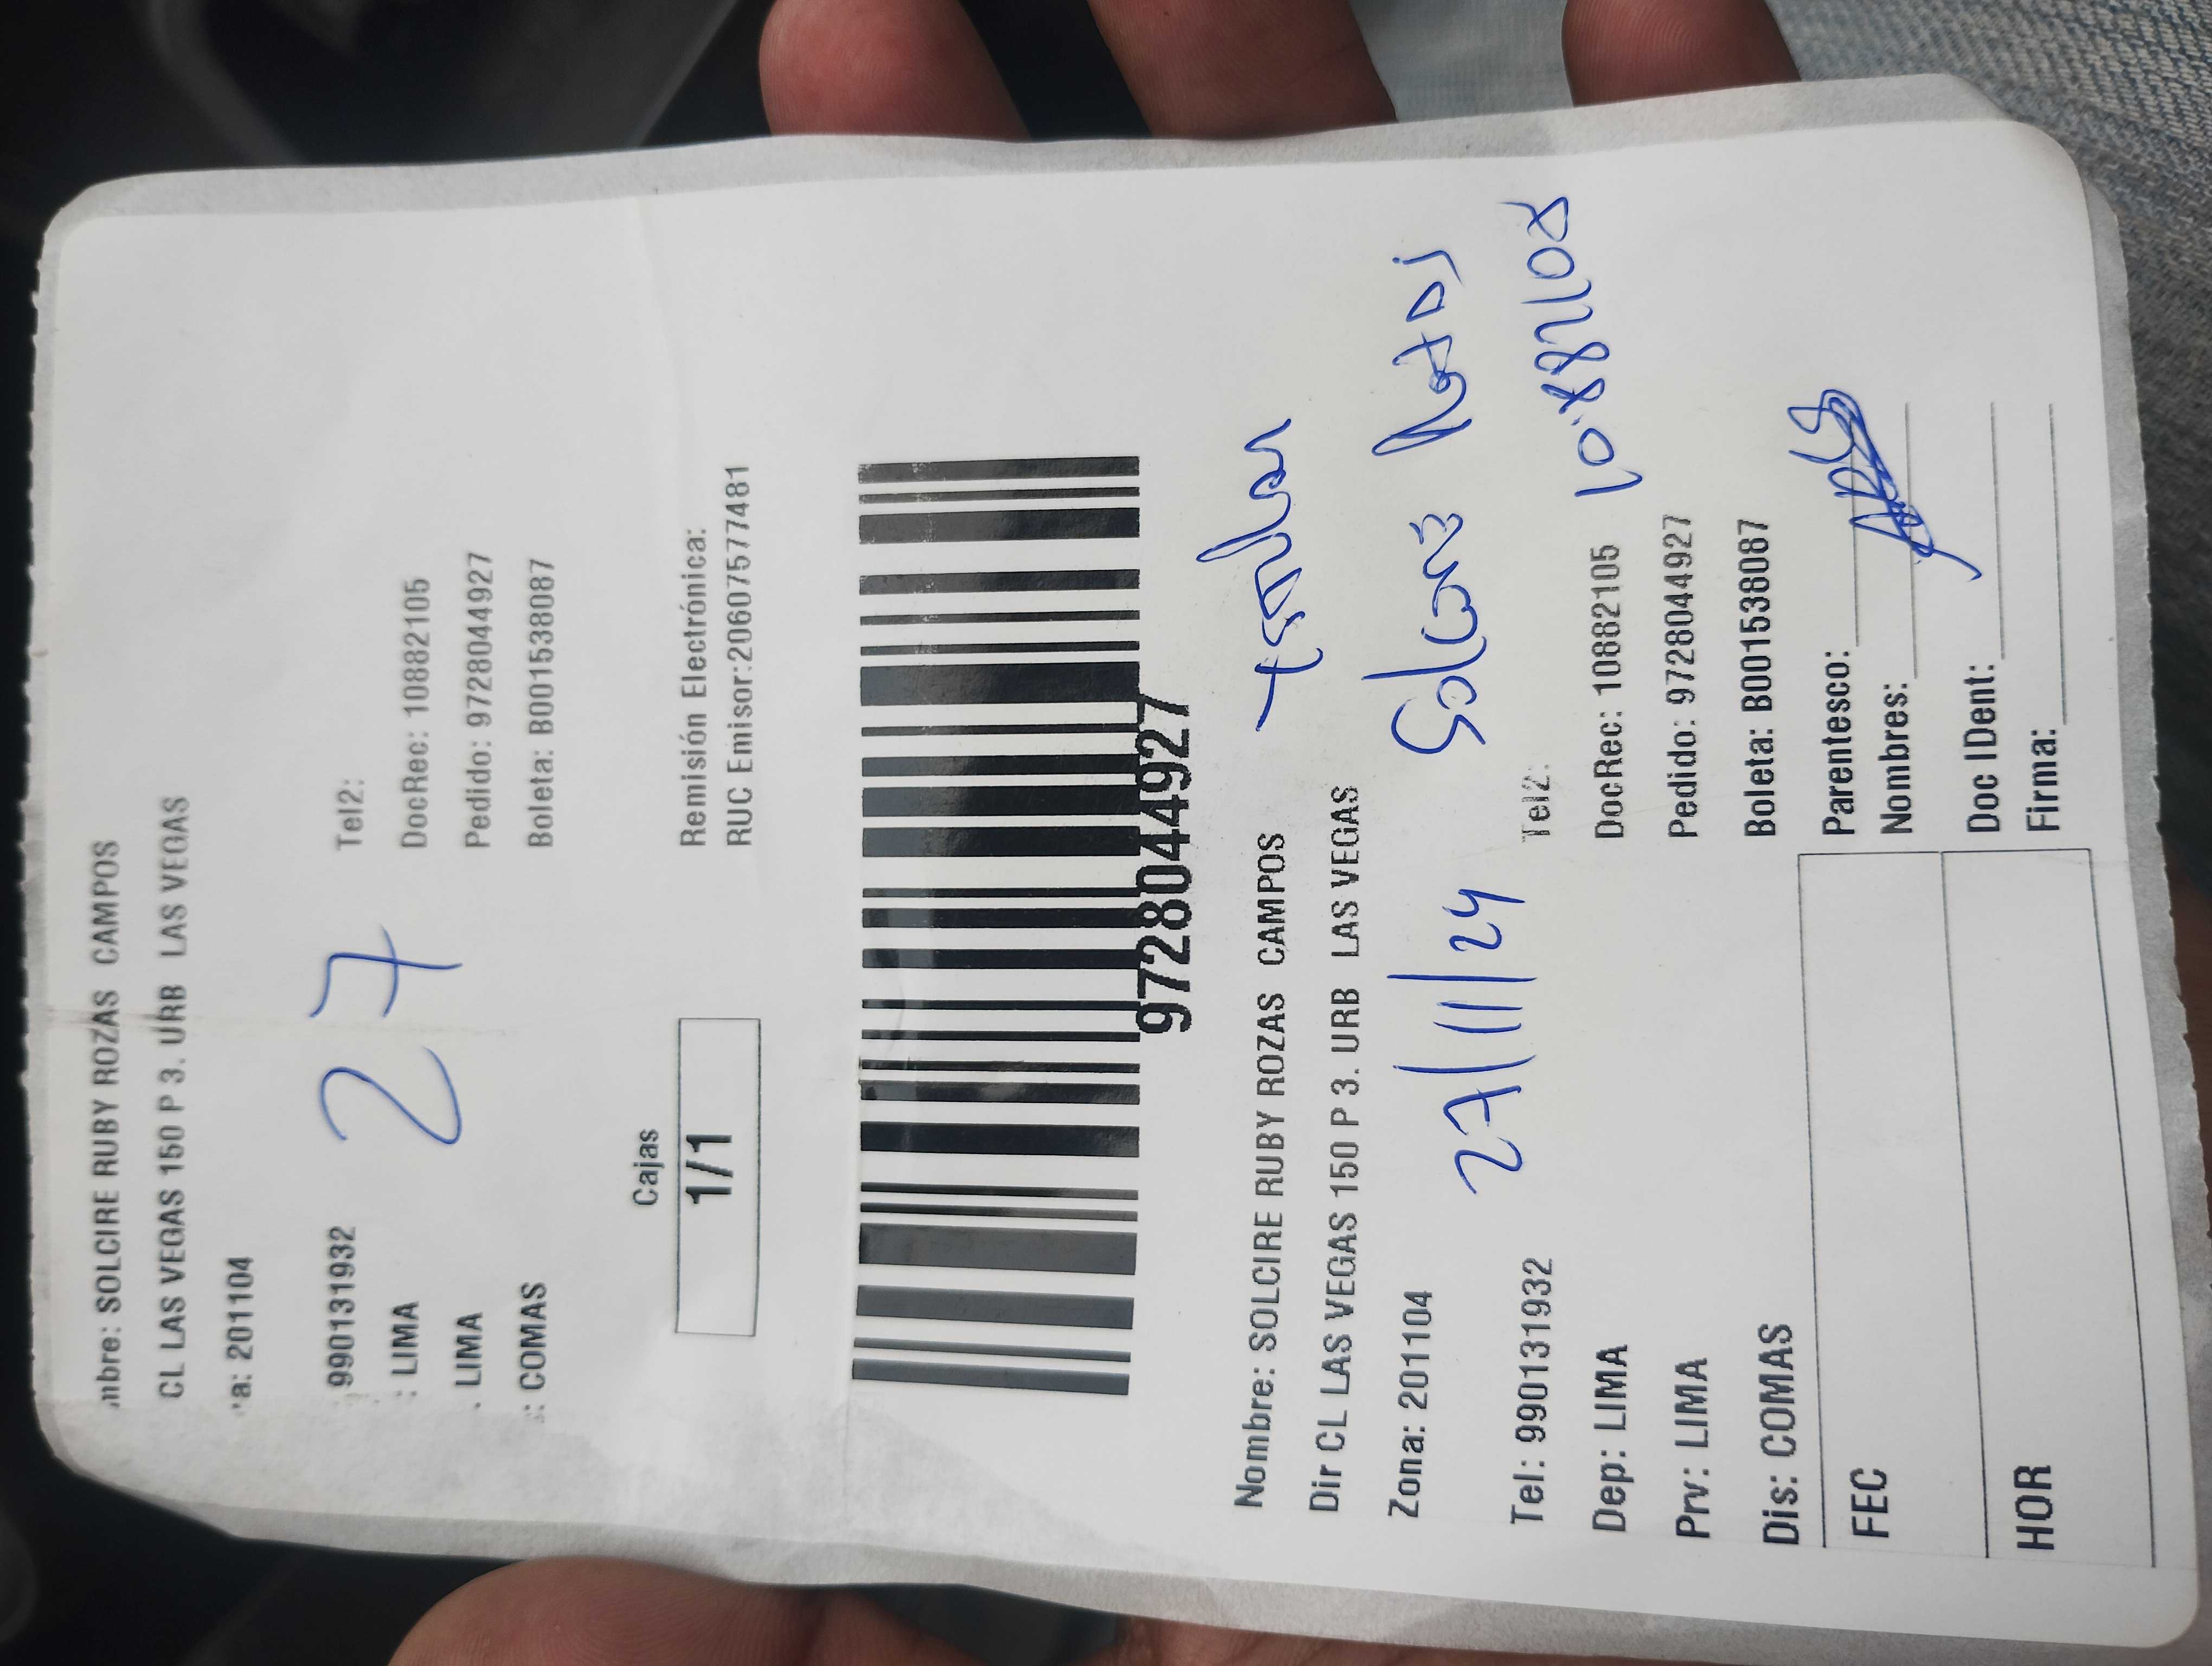 mbre: SOLCIRE RUBY ROZAS CAMPOS
CL LAS VEGAS 150 P 3. URB LAS VEGAS
a: 201104
990131932 27 Tel2:
: LIMA DocRec: 10882105
LIMA Pedido: 9728044927
: COMAS Boleta: B001538087
Cajas
1/1
Remisión Electrónica:
RUC Emisor:20607577481
9728044927
Nombre: SOLCIRE RUBY ROZAS CAMPOS
Dir CL LAS VEGAS 150 P 3. URB LAS VEGAS
Zona: 201104
27/11/24
Solcire
Tel: 990131932 Tel2:
Dep: LIMA DocRec: 10882105
Prv: LIMA Pedido: 9728044927
Dis: COMAS Boleta: B001538087
FEC Parentesco:
Nombres:
HOR Doc IDent:
Firma: